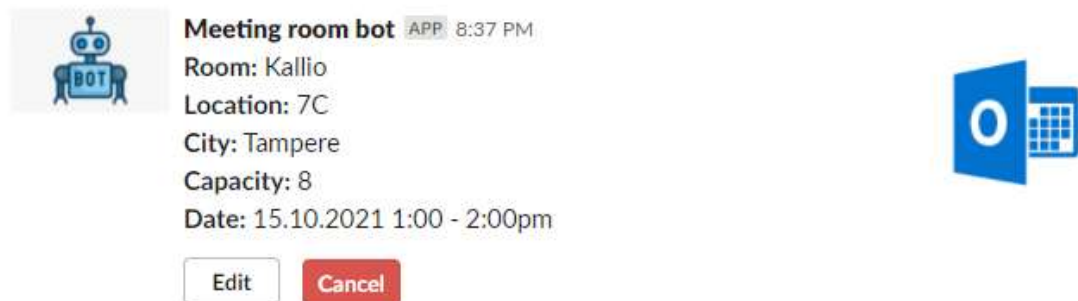 Meeting room bot APP 8:37 PM
Room: Kallio
BOT
Location: 7C
City: Tampere
Capacity: 8
Date: 15.10.2021 1:00 - 2:00pm
Edit Cancel
O